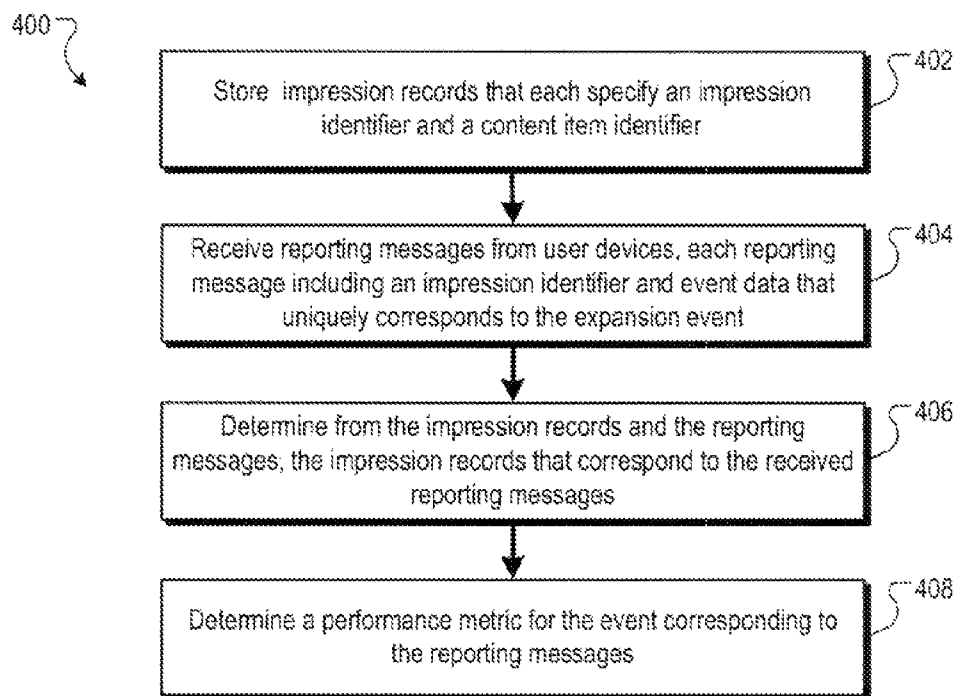 400
402
Store impression records that each specify an impression
identifier and a content item identifier
404
Receive reporting messages from user devices, each reporting
message including an impression identifier and event data that
uniquely corresponds to the expansion event
406
Determine from the impression records and the reporting
messages, the impression records that correspond to the received
reporting messages
408
Determine a performance metric for the event corresponding to
the reporting messages